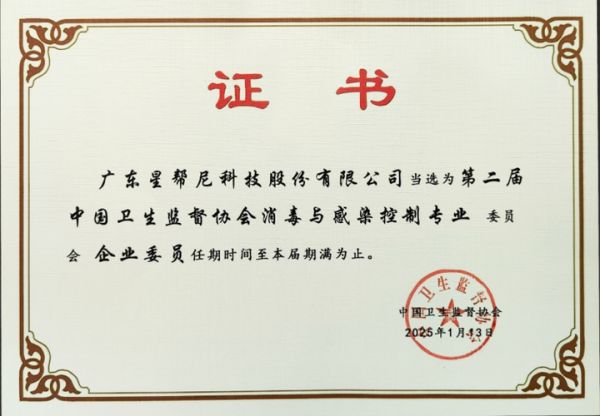 证 书
广东星帮尼科技股份有限公司当选为第二届
中国卫生监督协会消毒与感染控制专业 委员
会 企业委员任期时间至本届期满为止。
中国卫生监督协会
中国卫生监督协会
2025年1月13日